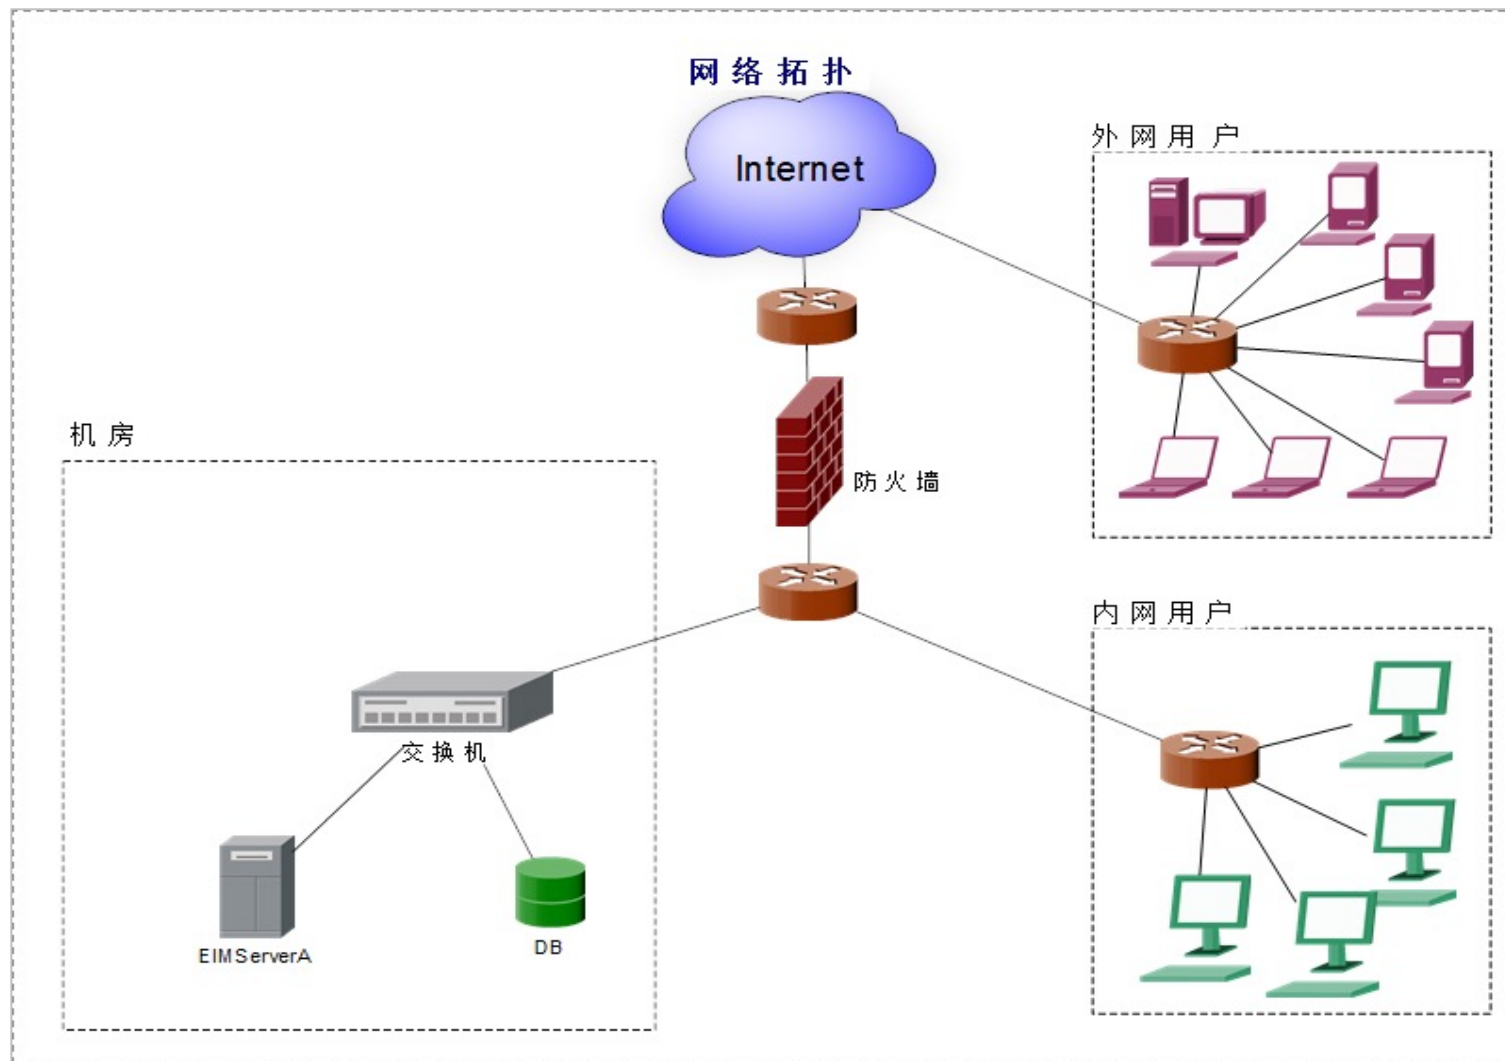 网络拓扑
Internet
外网用户
机房
防火墙
内网用户
交换机
EIMServerA
DB